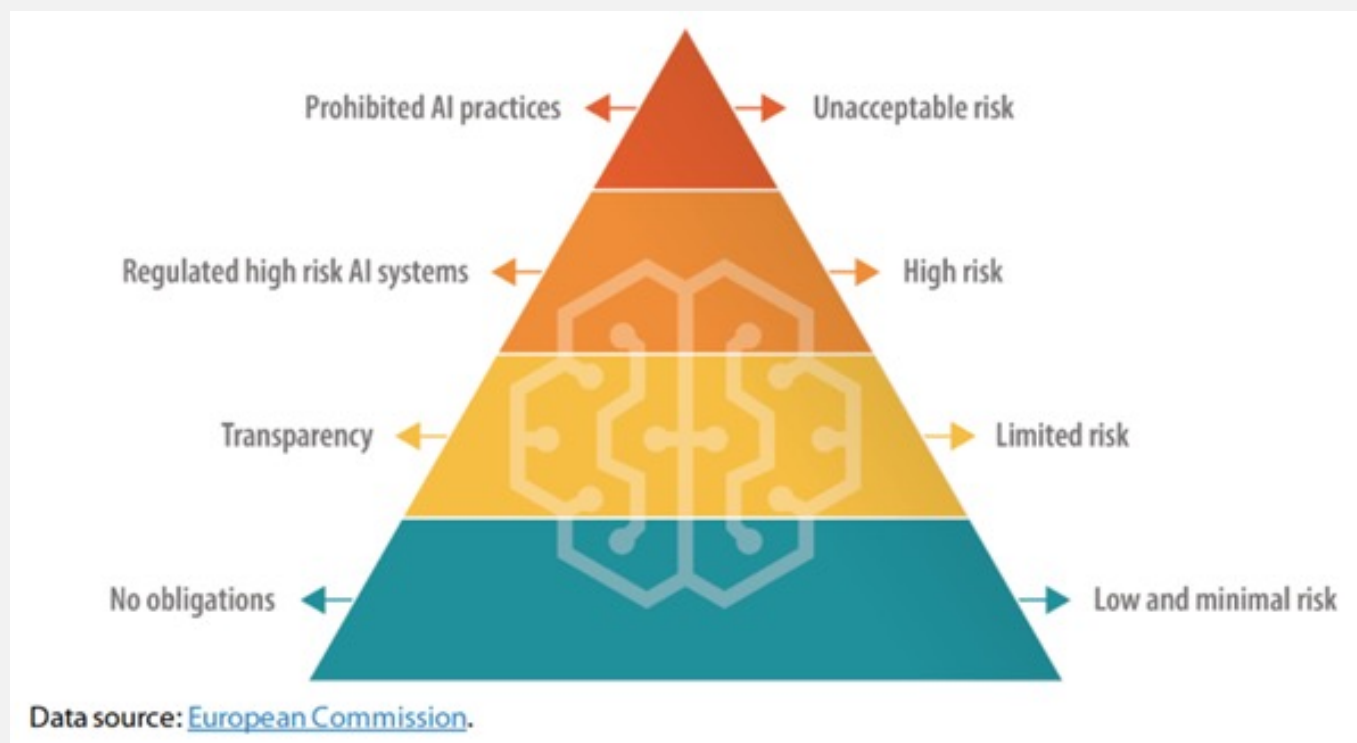 Prohibited AI practices
Unacceptable risk
Regulated high risk AI systems
High risk
Transparency
Limited risk
No obligations
Low and minimal risk
Data source: European Commission.